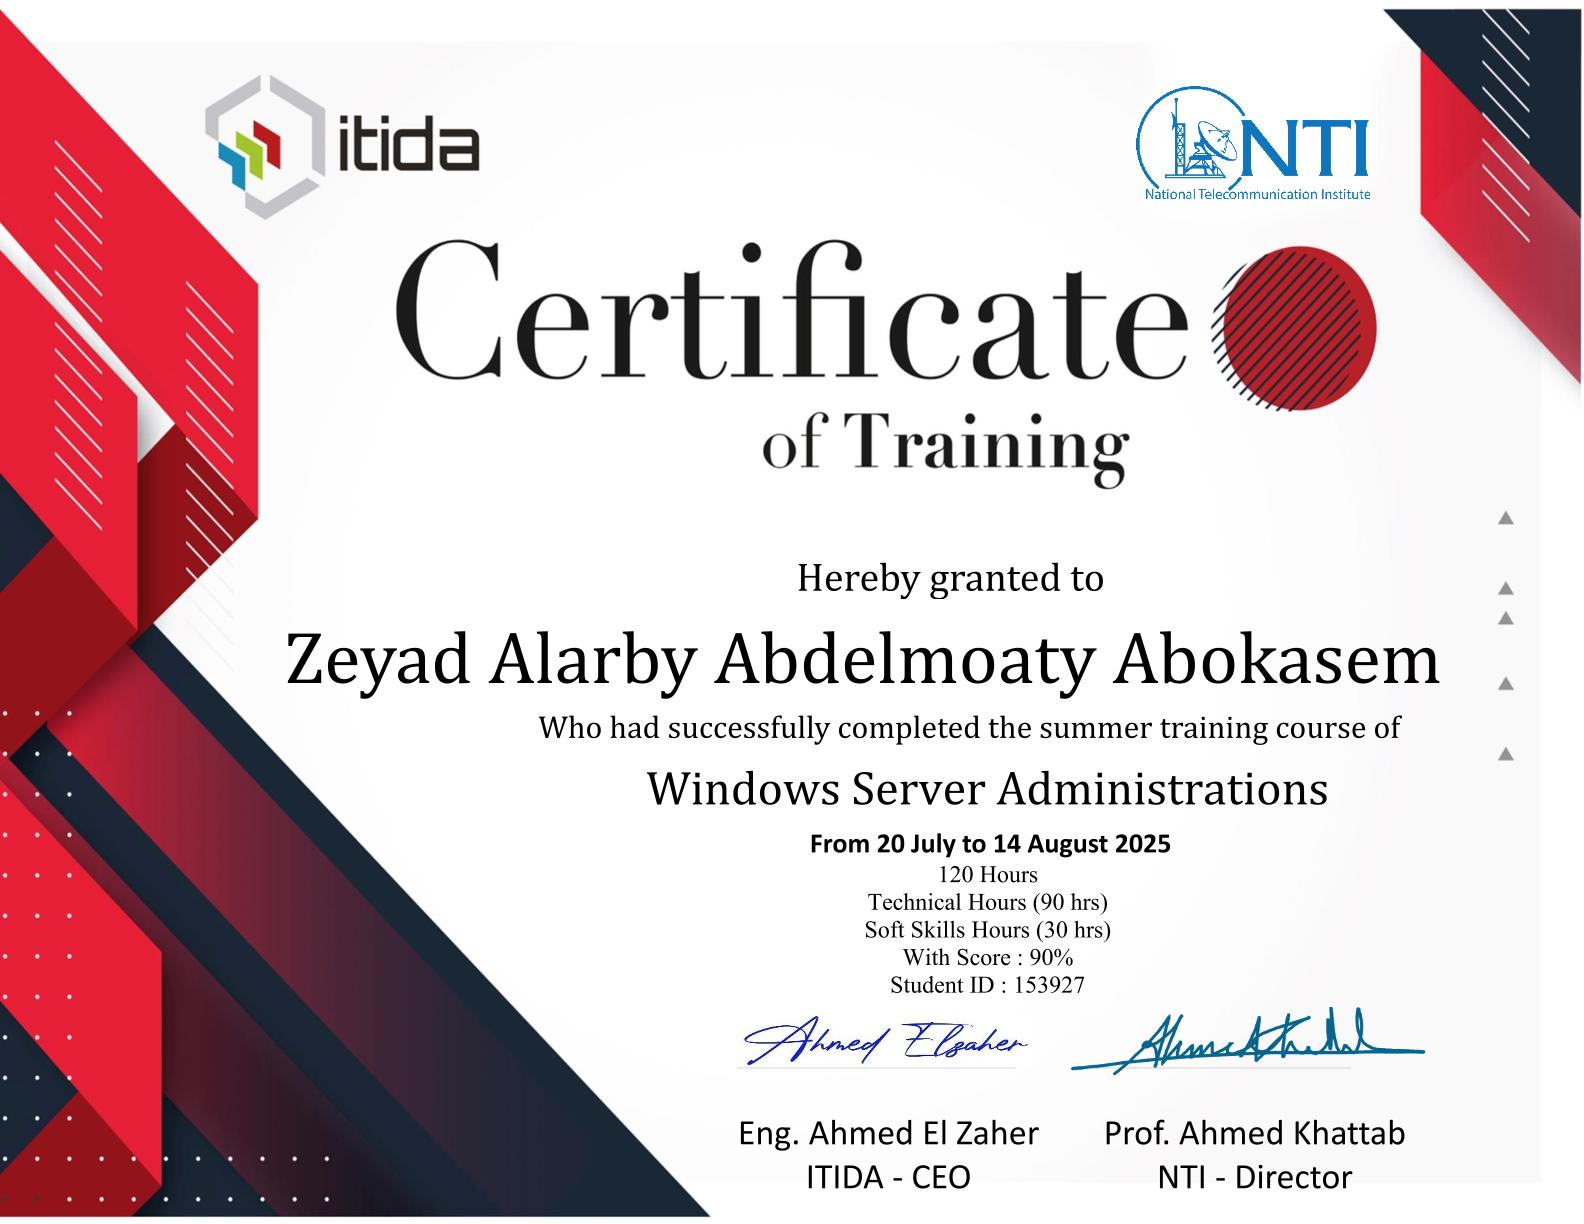 itida
NTI
National Telecommunication Institute
Certificate
of Training
Hereby granted to
Zeyad Alarby Abdelmoaty Abokasem
Who had successfully completed the summer training course of
Windows Server Administrations
From 20 July to 14 August 2025
120 Hours
Technical Hours (90 hrs)
Soft Skills Hours (30 hrs)
With Score : 90%
Student ID : 153927
Ahmed Elzaher
Eng. Ahmed El Zaher
ITIDA - CEO
Prof. Ahmed Khattab
NTI - Director